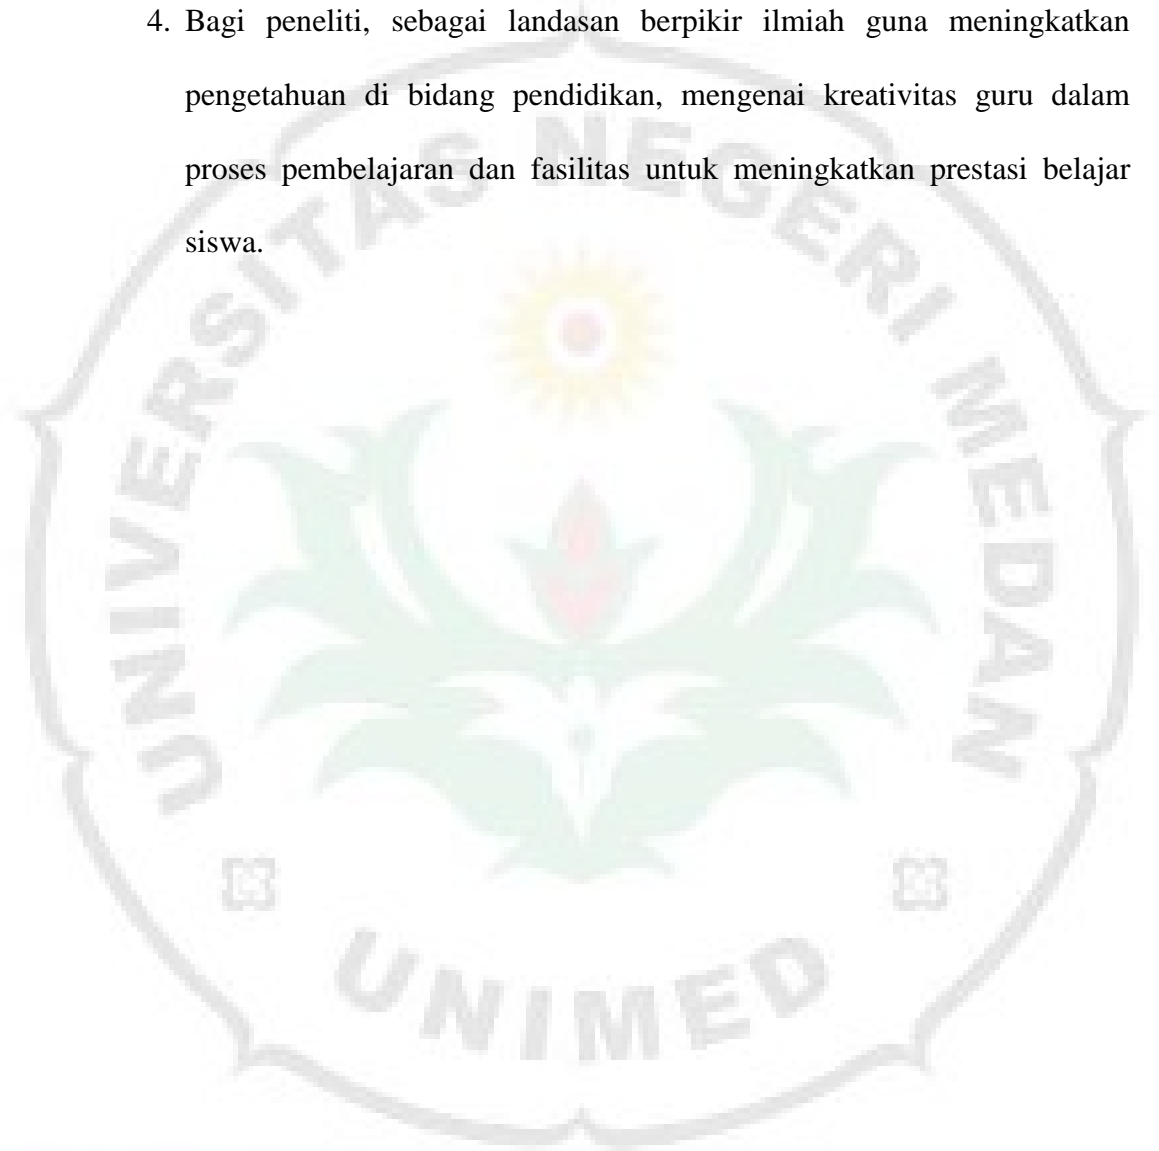 4. Bagi peneliti, sebagai landasan berpikir ilmiah guna meningkatkan
pengetahuan di bidang pendidikan, mengenai kreativitas guru dalam
proses pembelajaran dan fasilitas untuk meningkatkan prestasi belajar
siswa.
UNIVERSITAS NEGERI MEDAN
UNIMED